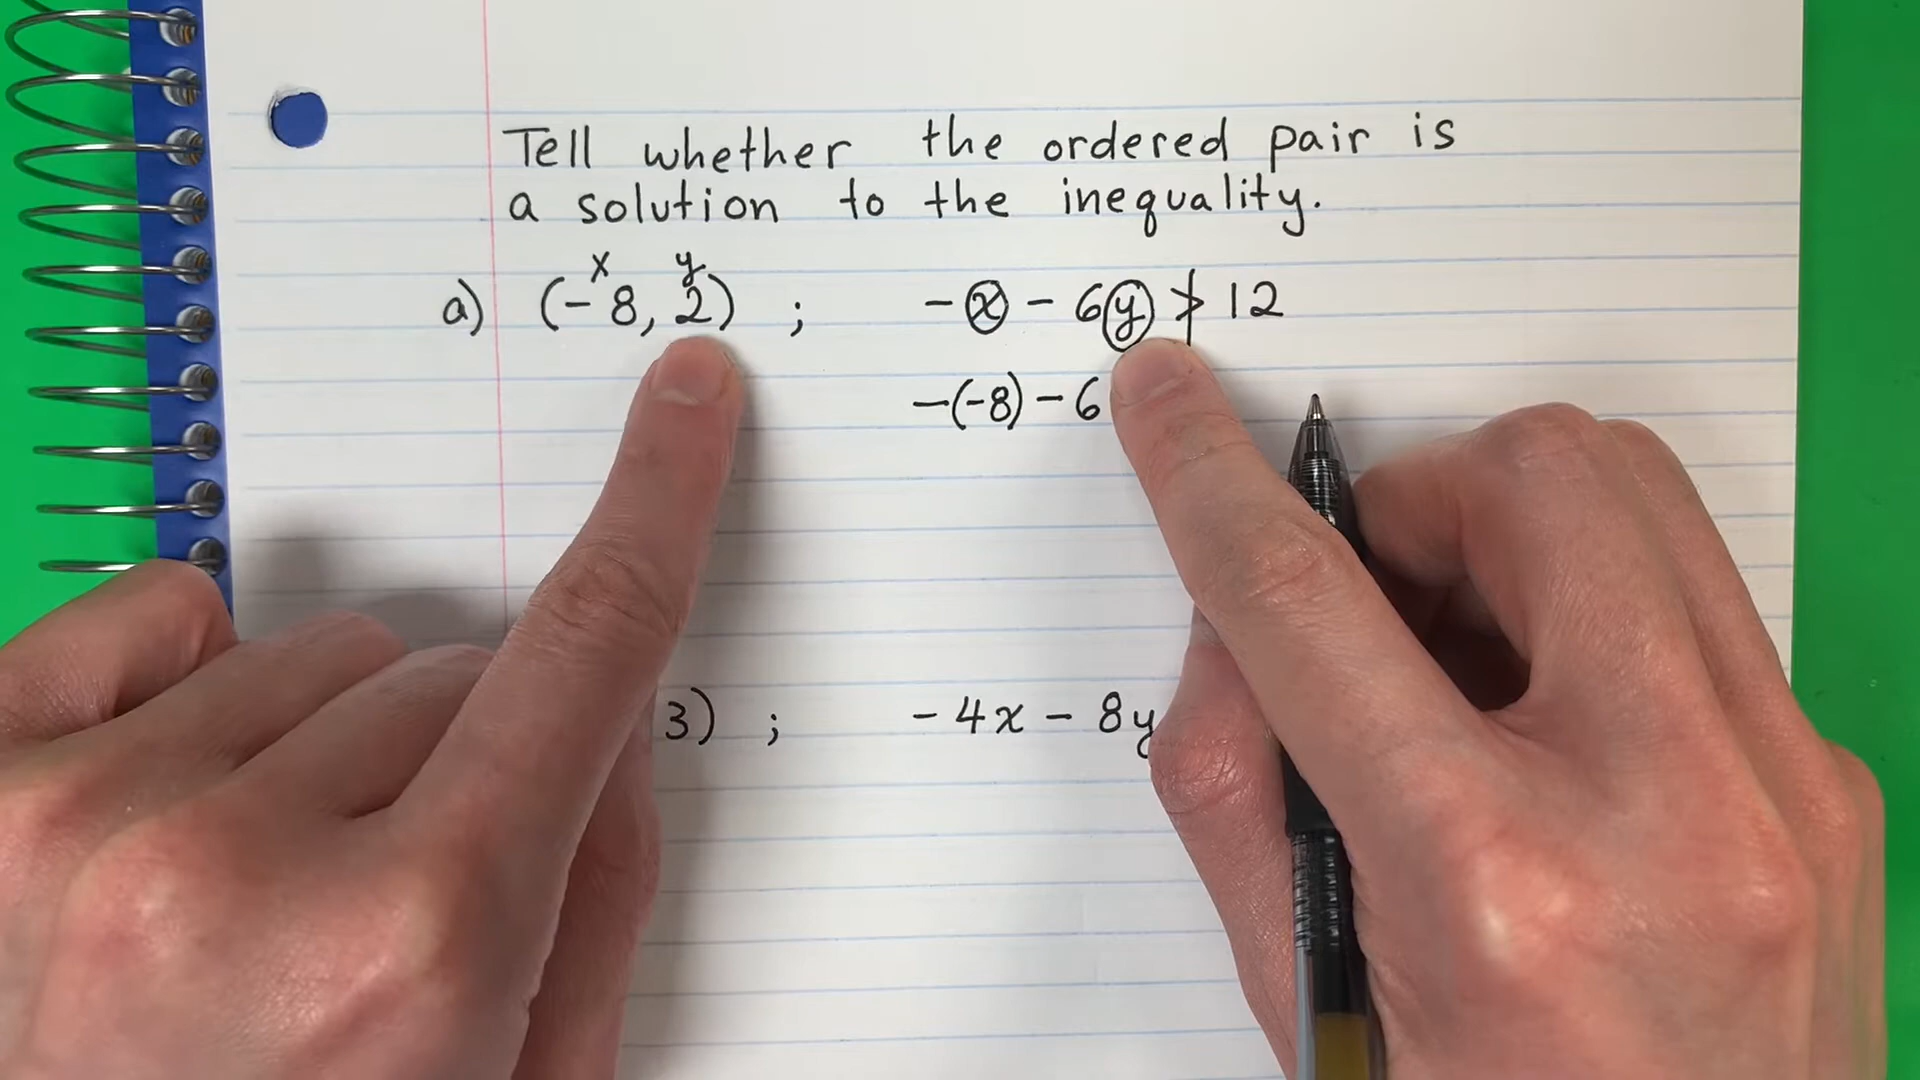 Tell whether the ordered pair is
a solution to the inequality.
x y
a) (-8, 2) ; -x - 6y > 12
-(-8) - 6
3) ; - 4x - 8y